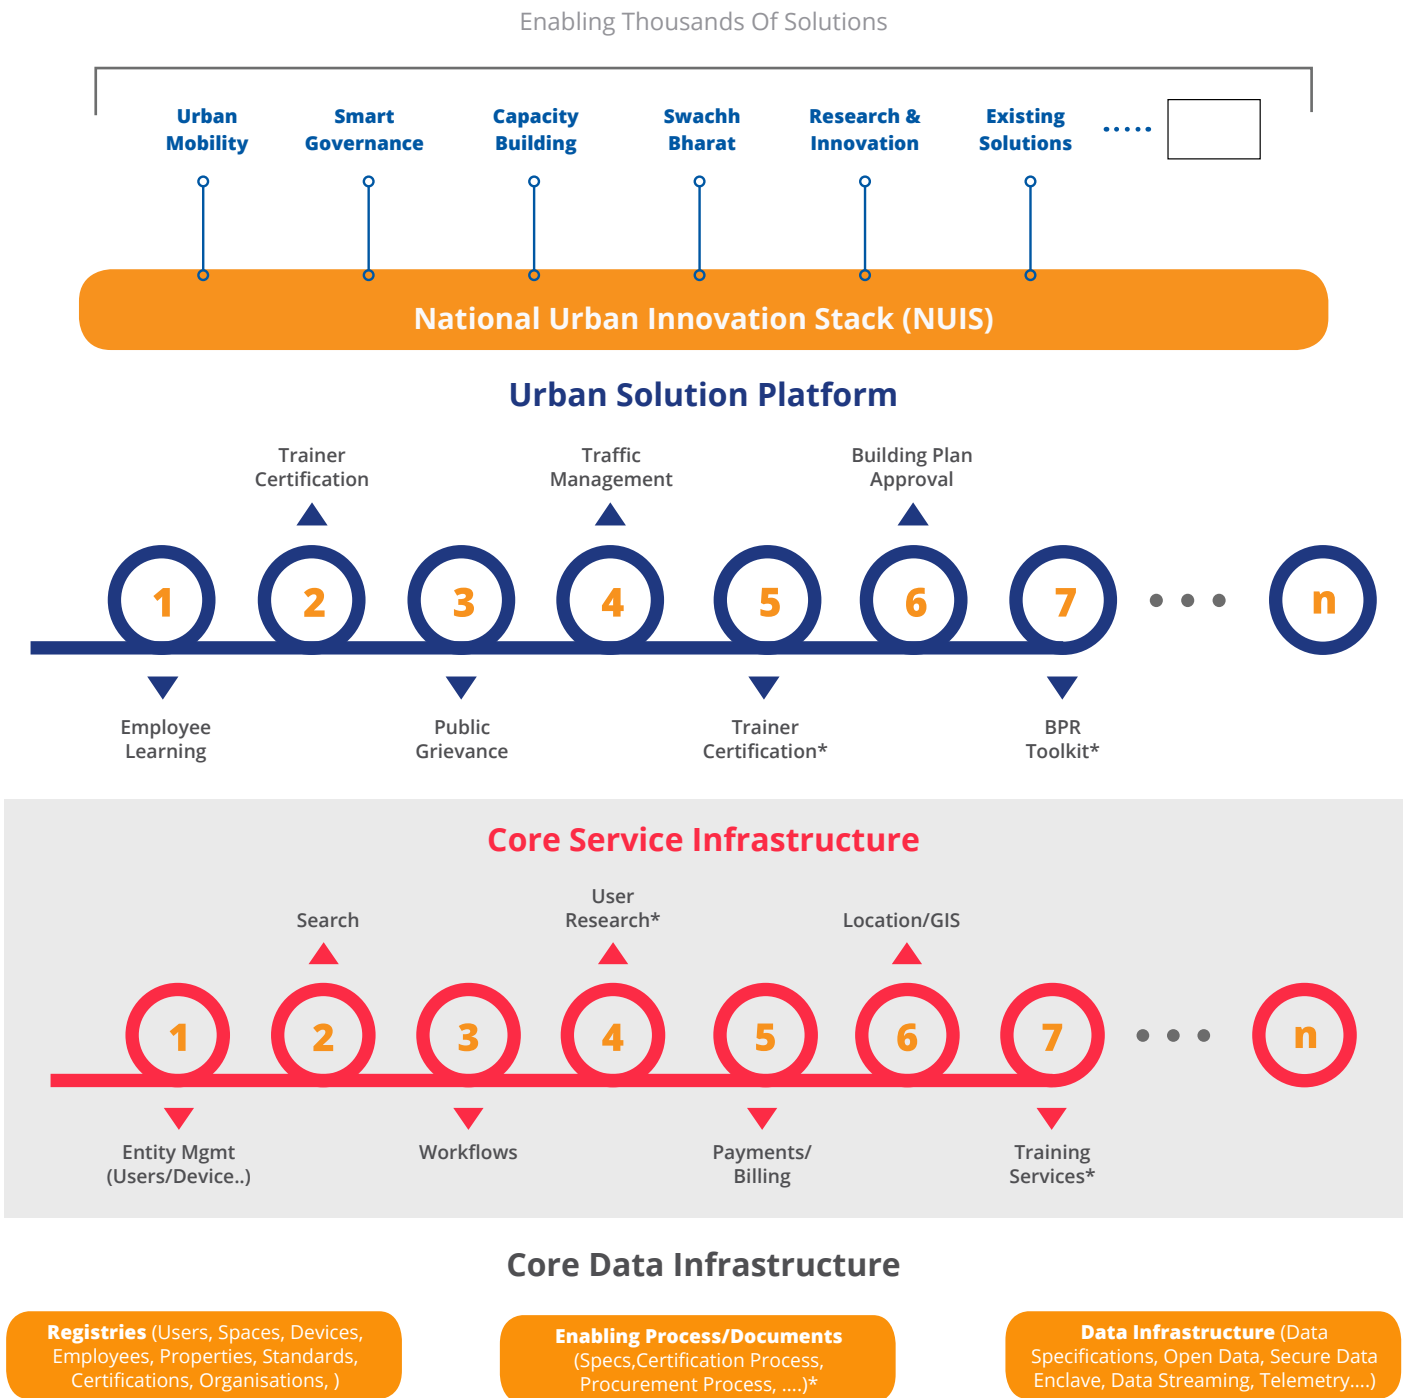 Enabling Thousands Of Solutions
Urban
Mobility
Smart
Governance
Capacity
Building
Swachh
Bharat
Research &
Innovation
Existing
Solutions
.....
National Urban Innovation Stack (NUIS)
Urban Solution Platform
Trainer
Certification
Traffic
Management
Building Plan
Approval
1
2
3
4
5
6
7
n
Employee
Learning
Public
Grievance
Trainer
Certification*
BPR
Toolkit*
Core Service Infrastructure
Search
User
Research*
Location/GIS
1
2
3
4
5
6
7
n
Entity Mgmt
(Users/Device..)
Workflows
Payments/
Billing
Training
Services*
Core Data Infrastructure
Registries (Users, Spaces, Devices,
Employees, Properties, Standards,
Certifications, Organisations, )
Enabling Process/Documents
(Specs,Certification Process,
Procurement Process, ....)*
Data Infrastructure (Data
Specifications, Open Data, Secure Data
Enclave, Data Streaming, Telemetry....)